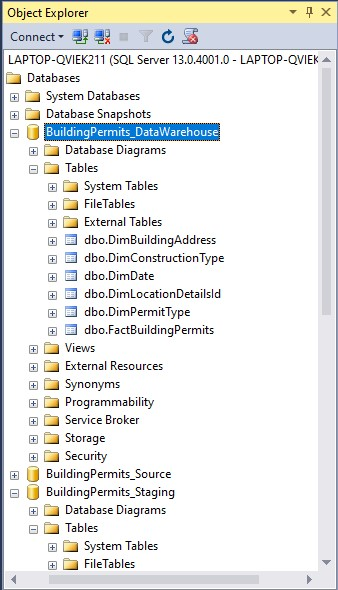 Object Explorer
Connect
LAPTOP-QVIEK211 (SQL Server 13.0.4001.0 - LAPTOP-QVIEK
Databases
System Databases
Database Snapshots
BuildingPermits_DataWarehouse
Database Diagrams
Tables
System Tables
FileTables
External Tables
dbo.DimBuildingAddress
dbo.DimConstructionType
dbo.DimDate
dbo.DimLocationDetailsId
dbo.DimPermitType
dbo.FactBuildingPermits
Views
External Resources
Synonyms
Programmability
Service Broker
Storage
Security
BuildingPermits_Source
BuildingPermits_Staging
Database Diagrams
Tables
System Tables
FileTables